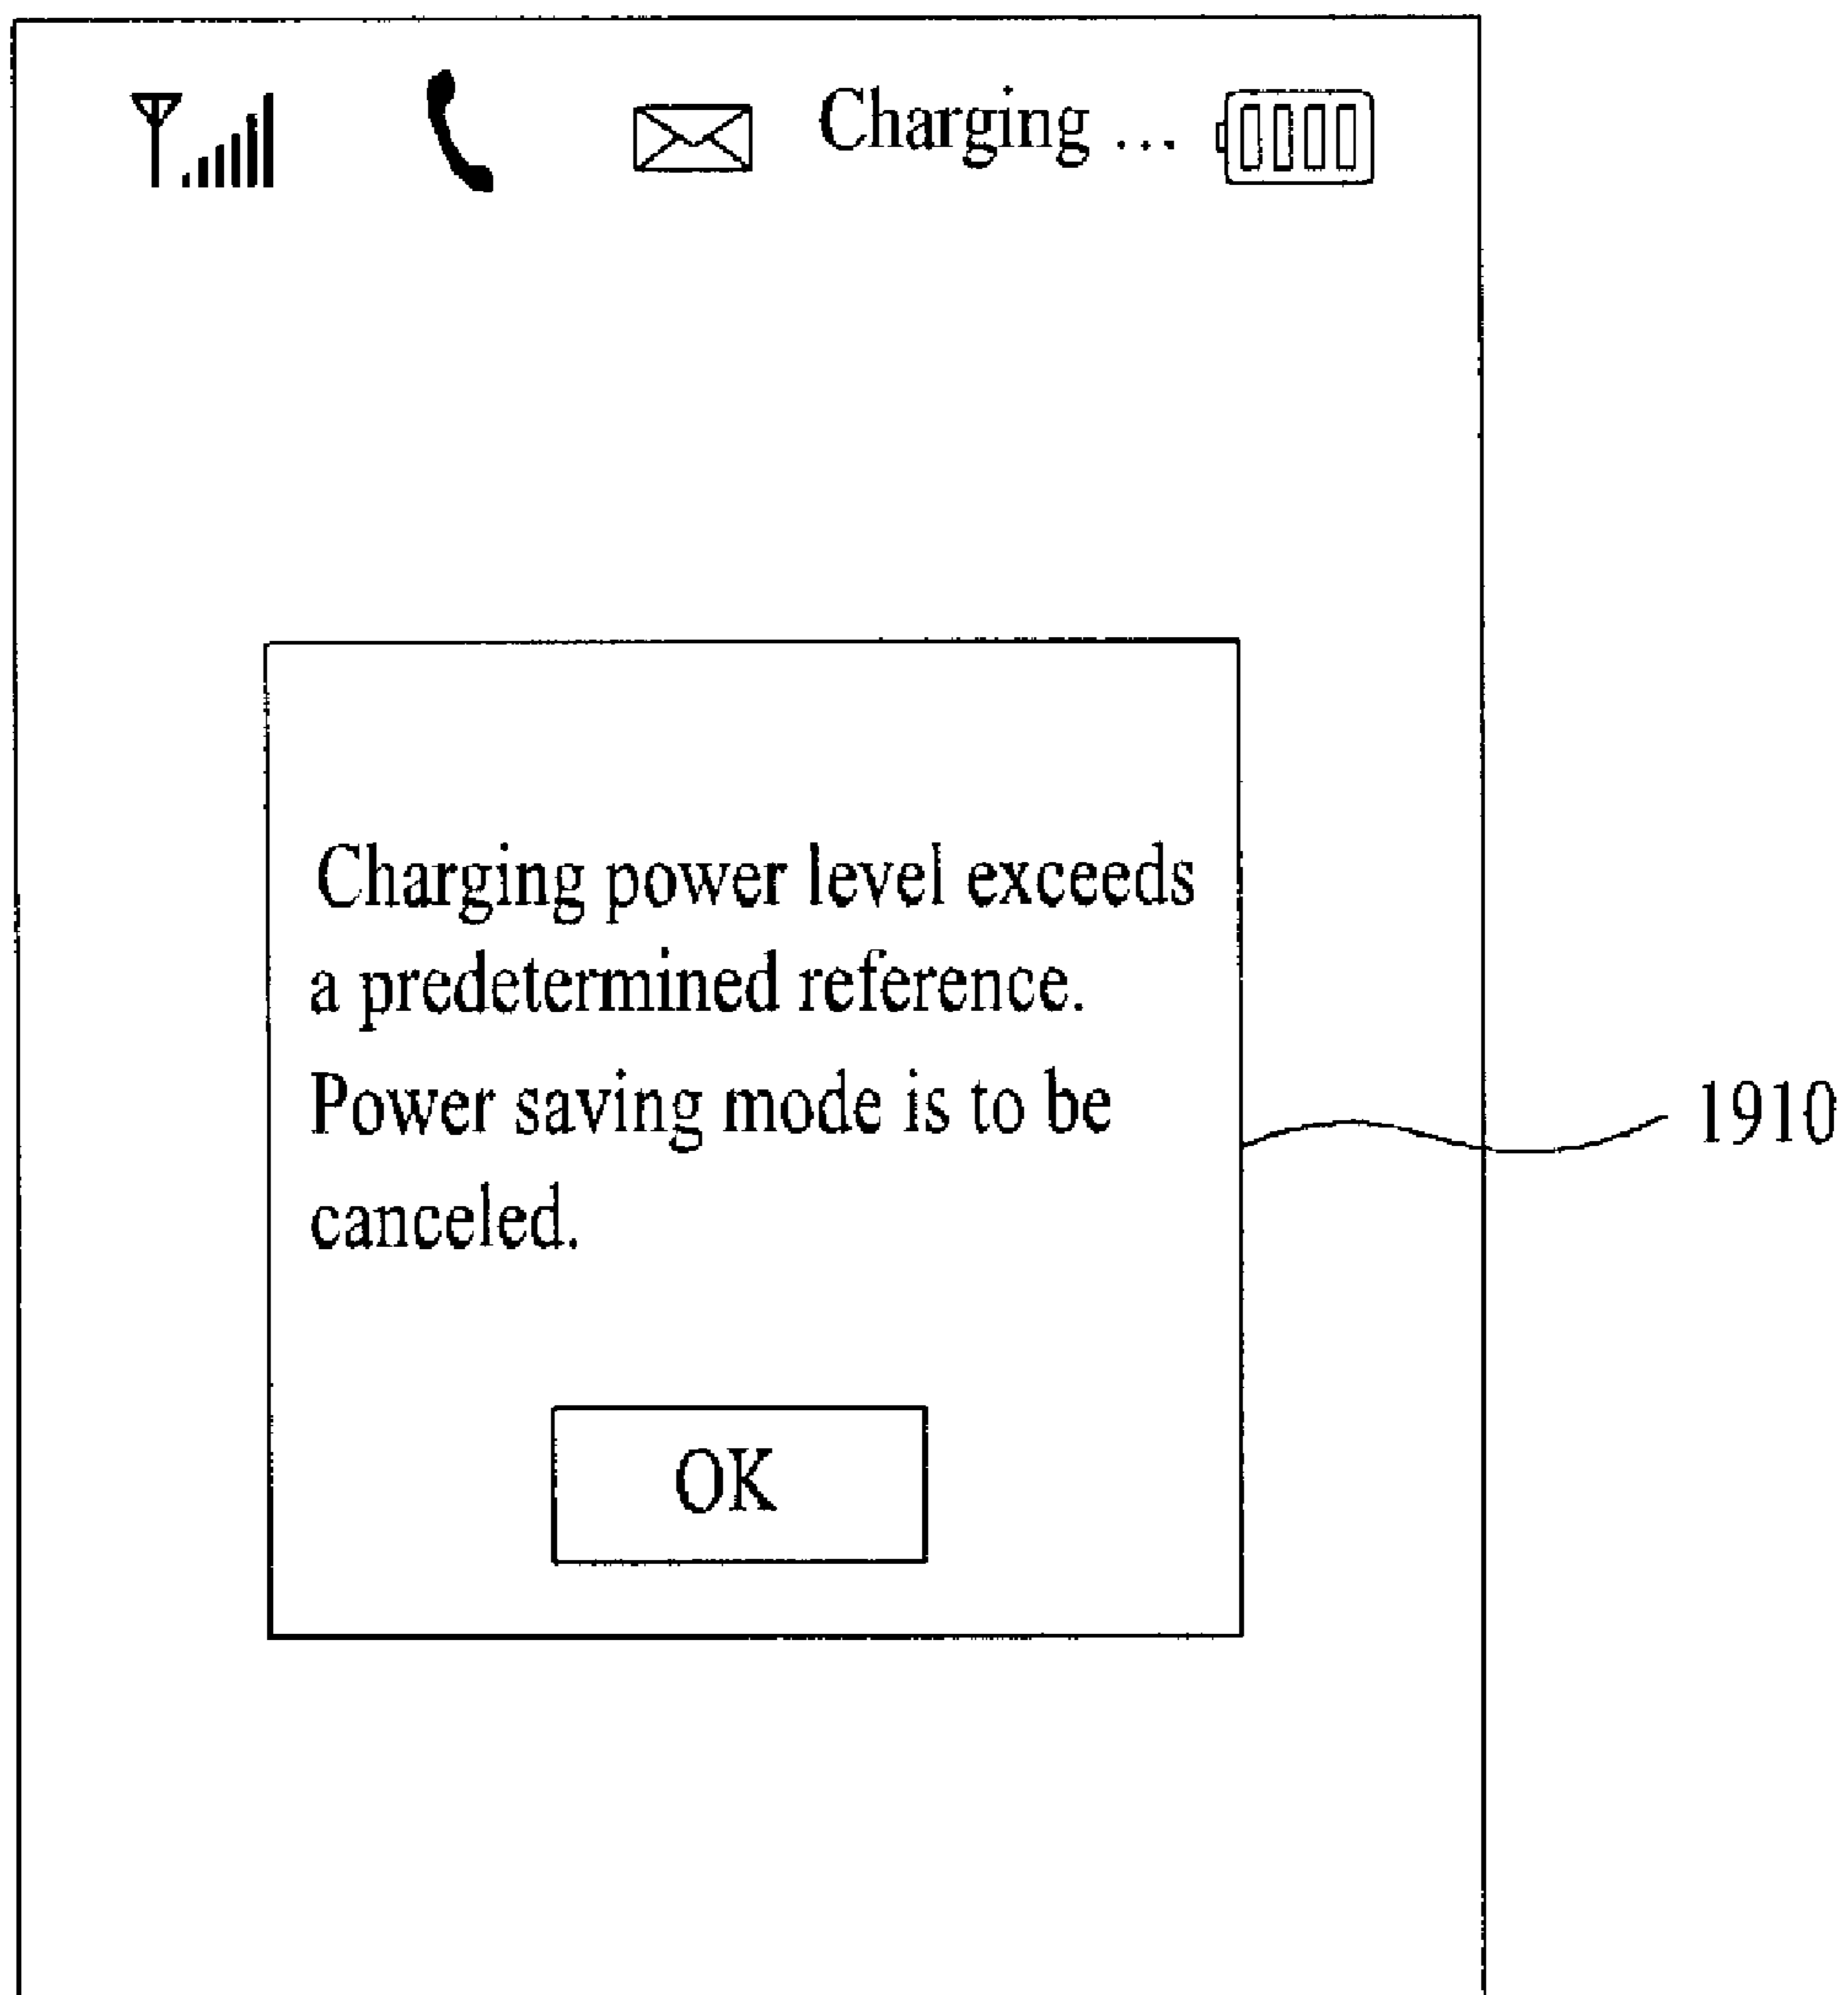 Charging ...
Charging power level exceeds
a predetermined reference.
Power saving mode is to be
canceled.
1910
OK